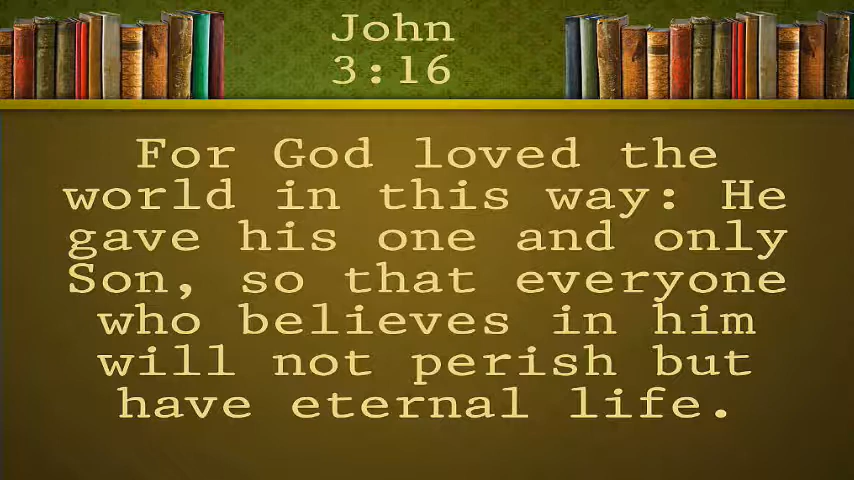 John
3:16
For God loved the
world in this way: He
gave his one and only
Son, so that everyone
who believes in him
will not perish but
have eternal life.